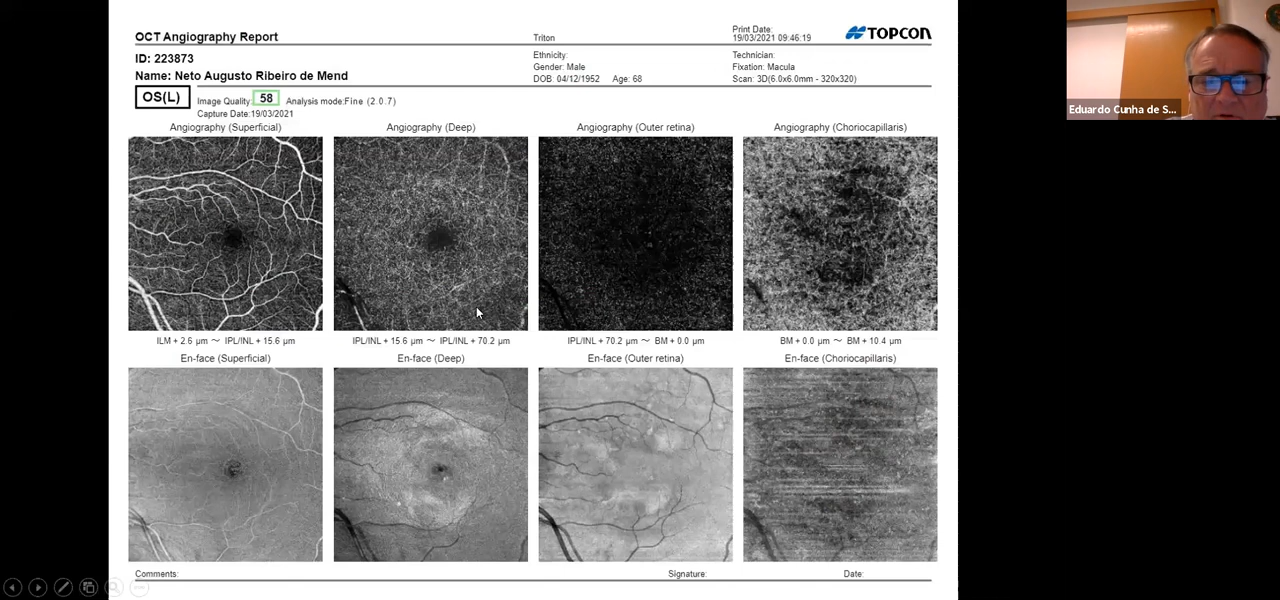 OCT Angiography Report
Triton
Print Date:
19/03/2021 09:46:19
TOPCON
ID: 223873
Ethnicity:
Technician:
Gender: Male
Fixation: Macula
Name: Neto Augusto Ribeiro de Mend
DOB: 04/12/1952 Age: 68
Scan: 3D(6.0x6.0mm - 320x320)
OS(L)
Image Quality: 58 Analysis mode:Fine (2.0.7)
Capture Date:19/03/2021
Angiography (Superficial)
Angiography (Deep)
Angiography (Outer retina)
Angiography (Choriocapillaris)
ILM + 2.6 μm ～ IPL/INL + 15.6 μm
IPL/INL + 15.6 μm ～ IPL/INL + 70.2 μm
IPL/INL + 70.2 μm ～ BM + 0.0 μm
BM + 0.0 μm ～ BM + 10.4 μm
En-face (Superficial)
En-face (Deep)
En-face (Outer retina)
En-face (Choriocapillaris)
Comments:
Signature:
Date:
Eduardo Cunha de S...